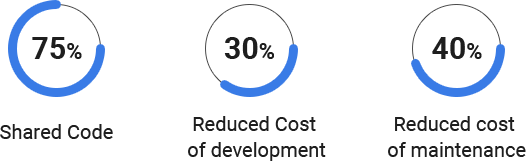 75%
Shared Code
30%
Reduced Cost
of development
40%
Reduced cost
of maintenance